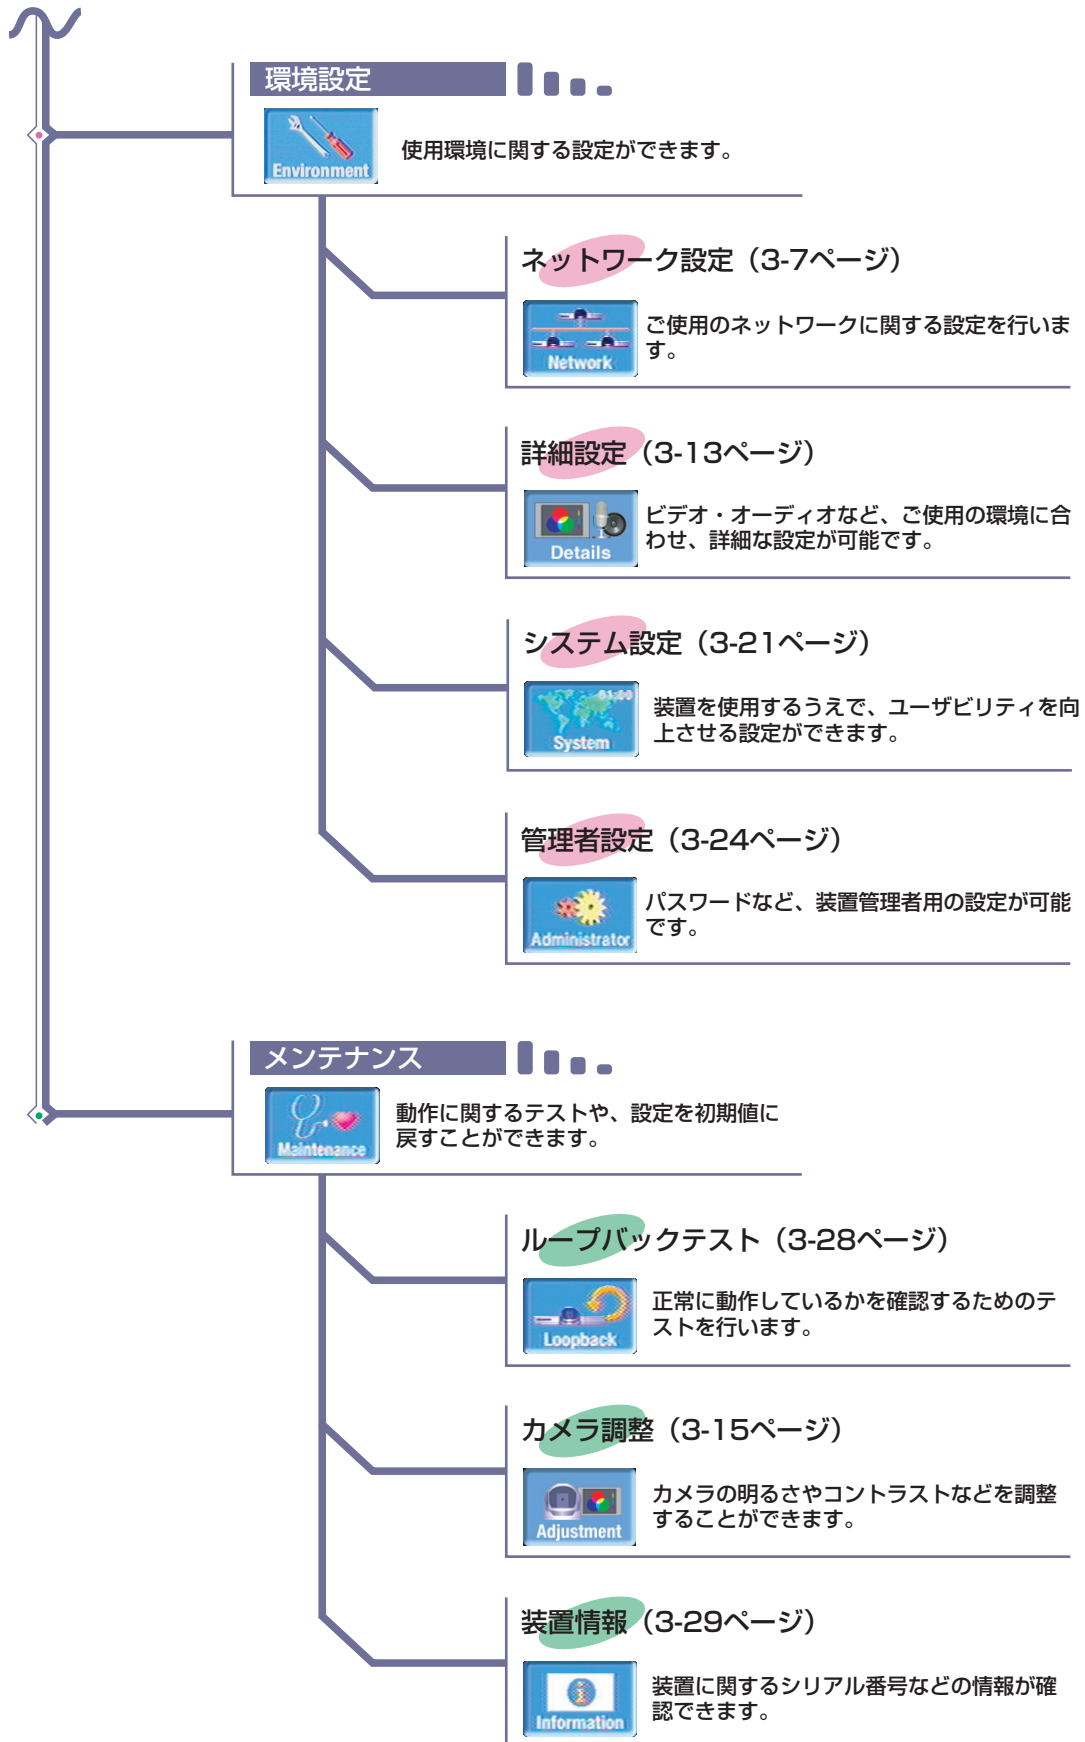 環境設定
Environment
使用環境に関する設定ができます。
ネットワーク設定（3-7ページ）
Network
ご使用のネットワークに関する設定を行いま
す。
詳細設定（3-13ページ）
Details
ビデオ・オーディオなど、ご使用の環境に合
わせ、詳細な設定が可能です。
システム設定（3-21ページ）
System
装置を使用するうえで、ユーザビリティを向
上させる設定ができます。
管理者設定（3-24ページ）
Administrator
パスワードなど、装置管理者用の設定が可能
です。
メンテナンス
Maintenance
動作に関するテストや、設定を初期値に
戻すことができます。
ループバックテスト（3-28ページ）
Loopback
正常に動作しているかを確認するためのテ
ストを行います。
カメラ調整（3-15ページ）
Adjustment
カメラの明るさやコントラストなどを調整
することができます。
装置情報（3-29ページ）
Information
装置に関するシリアル番号などの情報が確
認できます。